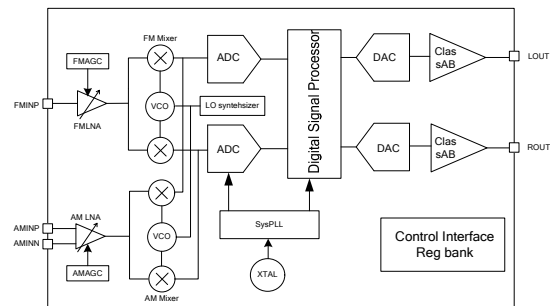 FM Mixer
FMAGC
ADC
DAC
Clas
sAB
LOUT
FMINP
FMLNA
VCO
LO syntehsizer
Digital Signal Processor
ADC
DAC
Clas
sAB
ROUT
AM LNA
AMINP
AMINN
VCO
SysPLL
AMAGC
AM Mixer
XTAL
Control Interface
Reg bank